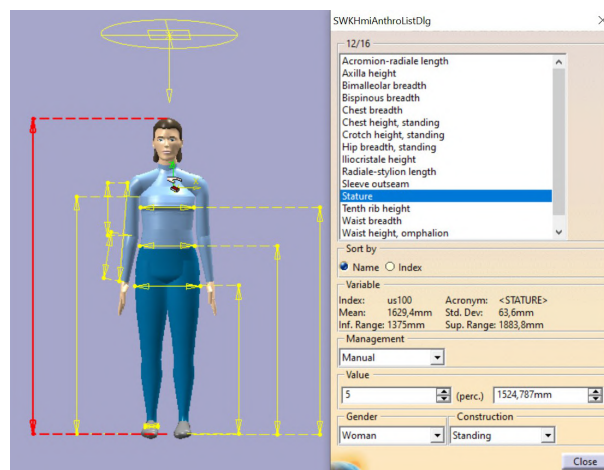 SWKHmiAnthroListDlg
12/16
Acromion-radiale length
Axilla height
Bimalleolar breadth
Bispinous breadth
Chest breadth
Chest height, standing
Crotch height, standing
Hip breadth, standing
Iliocristale height
Radiale-stylion length
Sleeve outseam
Stature
Tenth rib height
Waist breadth
Waist height, omphalion
Sort by
Name Index
Variable
Index: us100 Acronym: <STATURE>
Mean: 1629,4mm Std. Dev: 63,6mm
Inf. Range: 1375mm Sup. Range: 1883,8mm
Management
Manual
Value
5 (perc.) 1524,787mm
Gender Construction
Woman Standing
Close